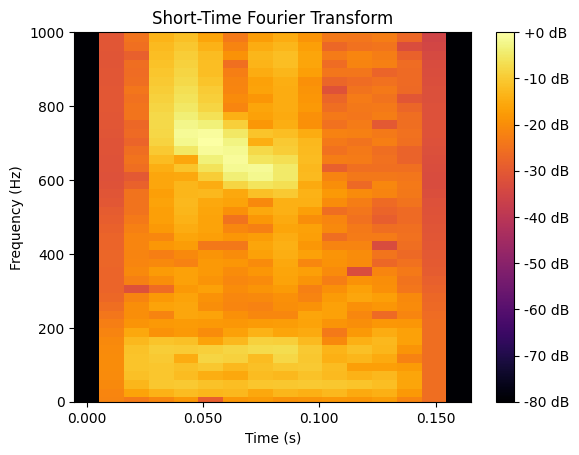 Short-Time Fourier Transform
1000
800
600
400
200
0
Frequency (Hz)
0.000
0.050
0.100
0.150
Time (s)
+0 dB
-10 dB
-20 dB
-30 dB
-40 dB
-50 dB
-60 dB
-70 dB
-80 dB